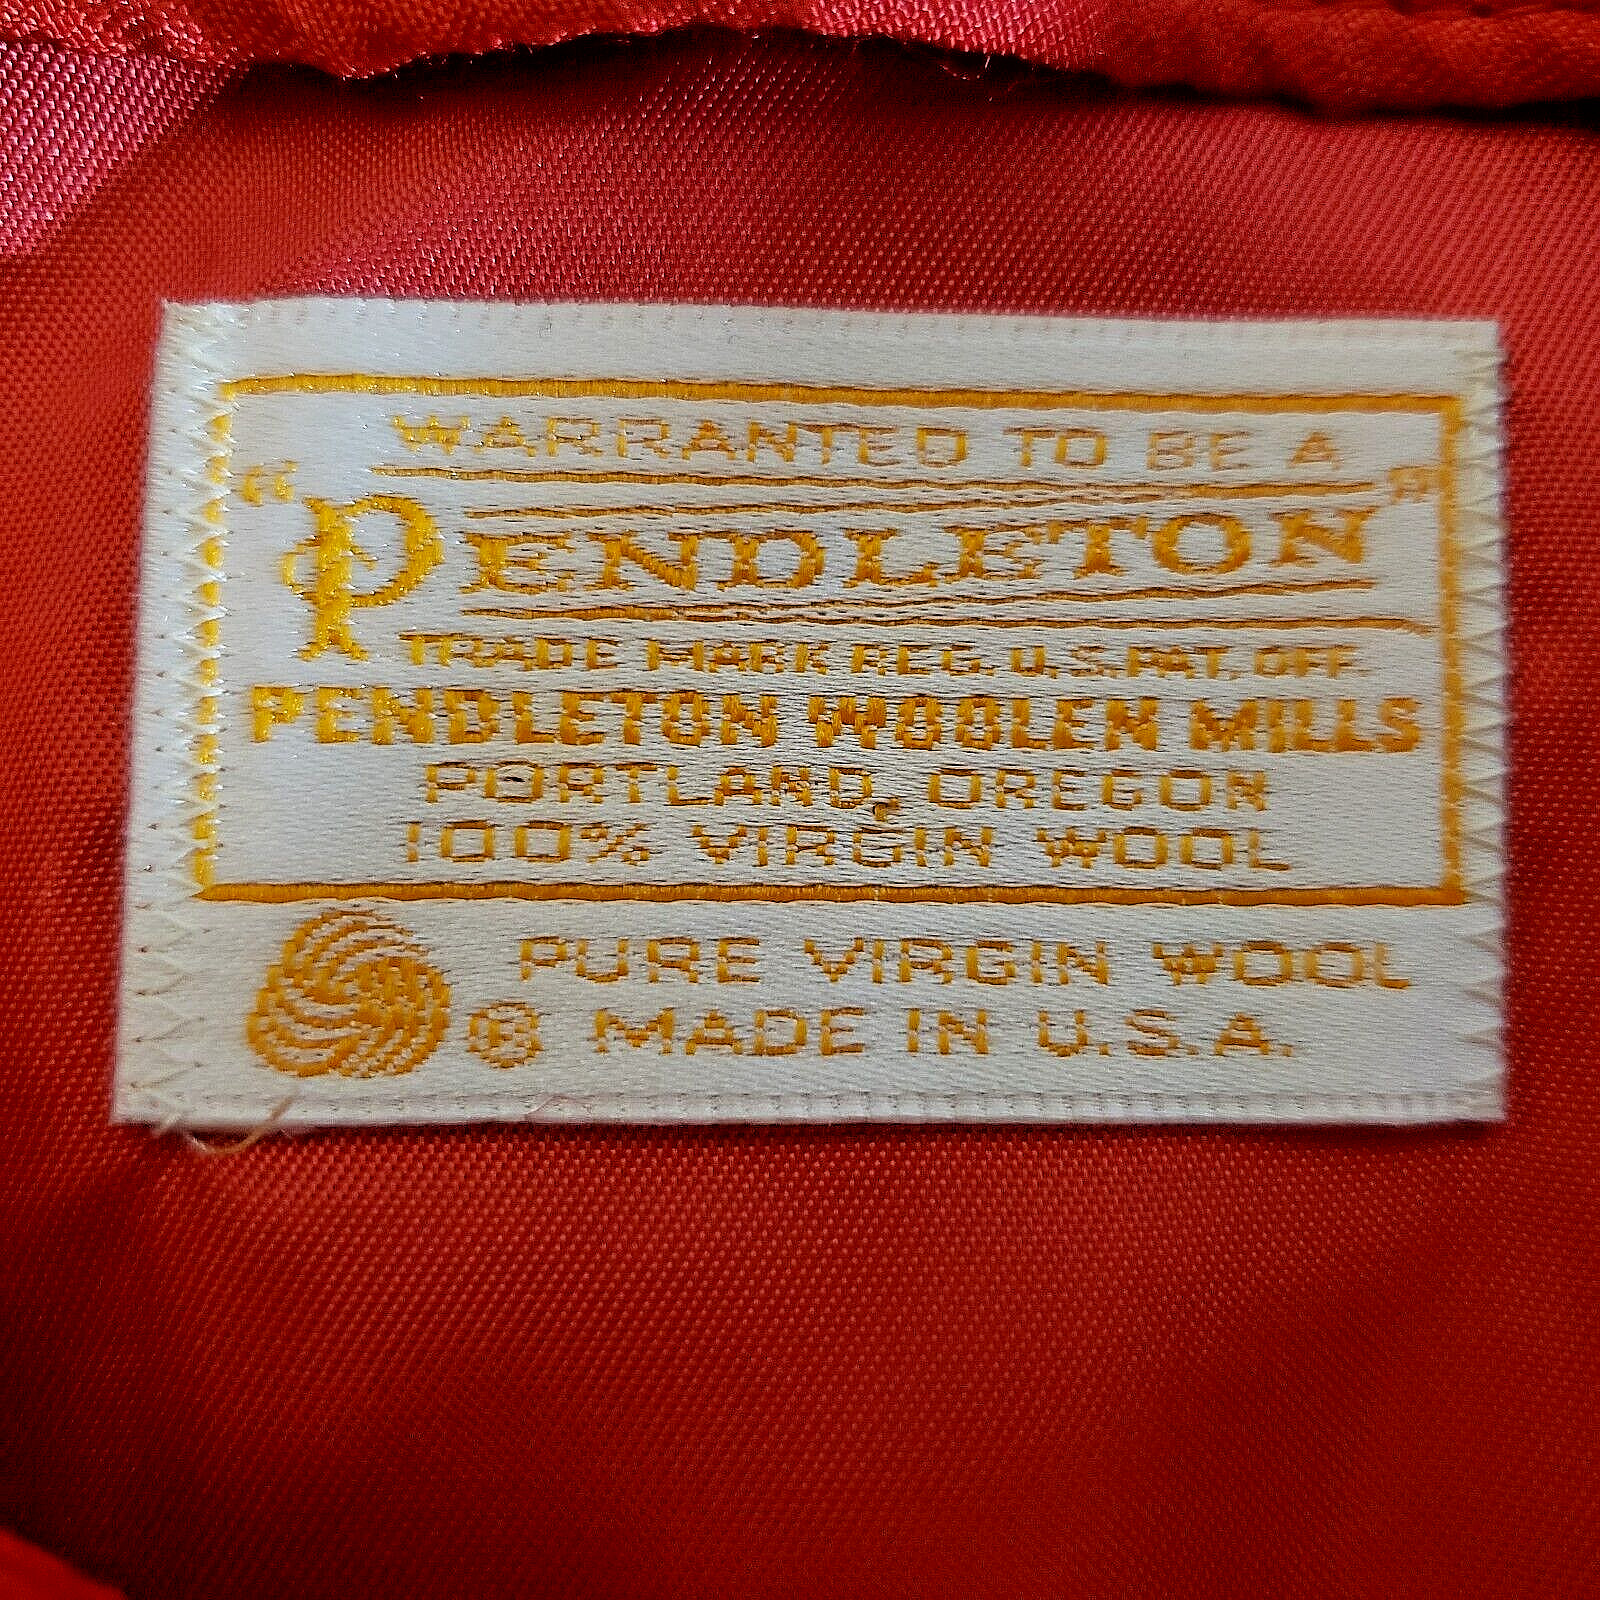 WARRANTED TO BE A
"PENDLETON"
TRADE MARK REG. U.S. PAT. OFF.
PENDLETON WOOLEN MILLS
PORTLAND, OREGON
100% VIRGIN WOOL
PURE VIRGIN WOOL
® MADE IN U.S.A.